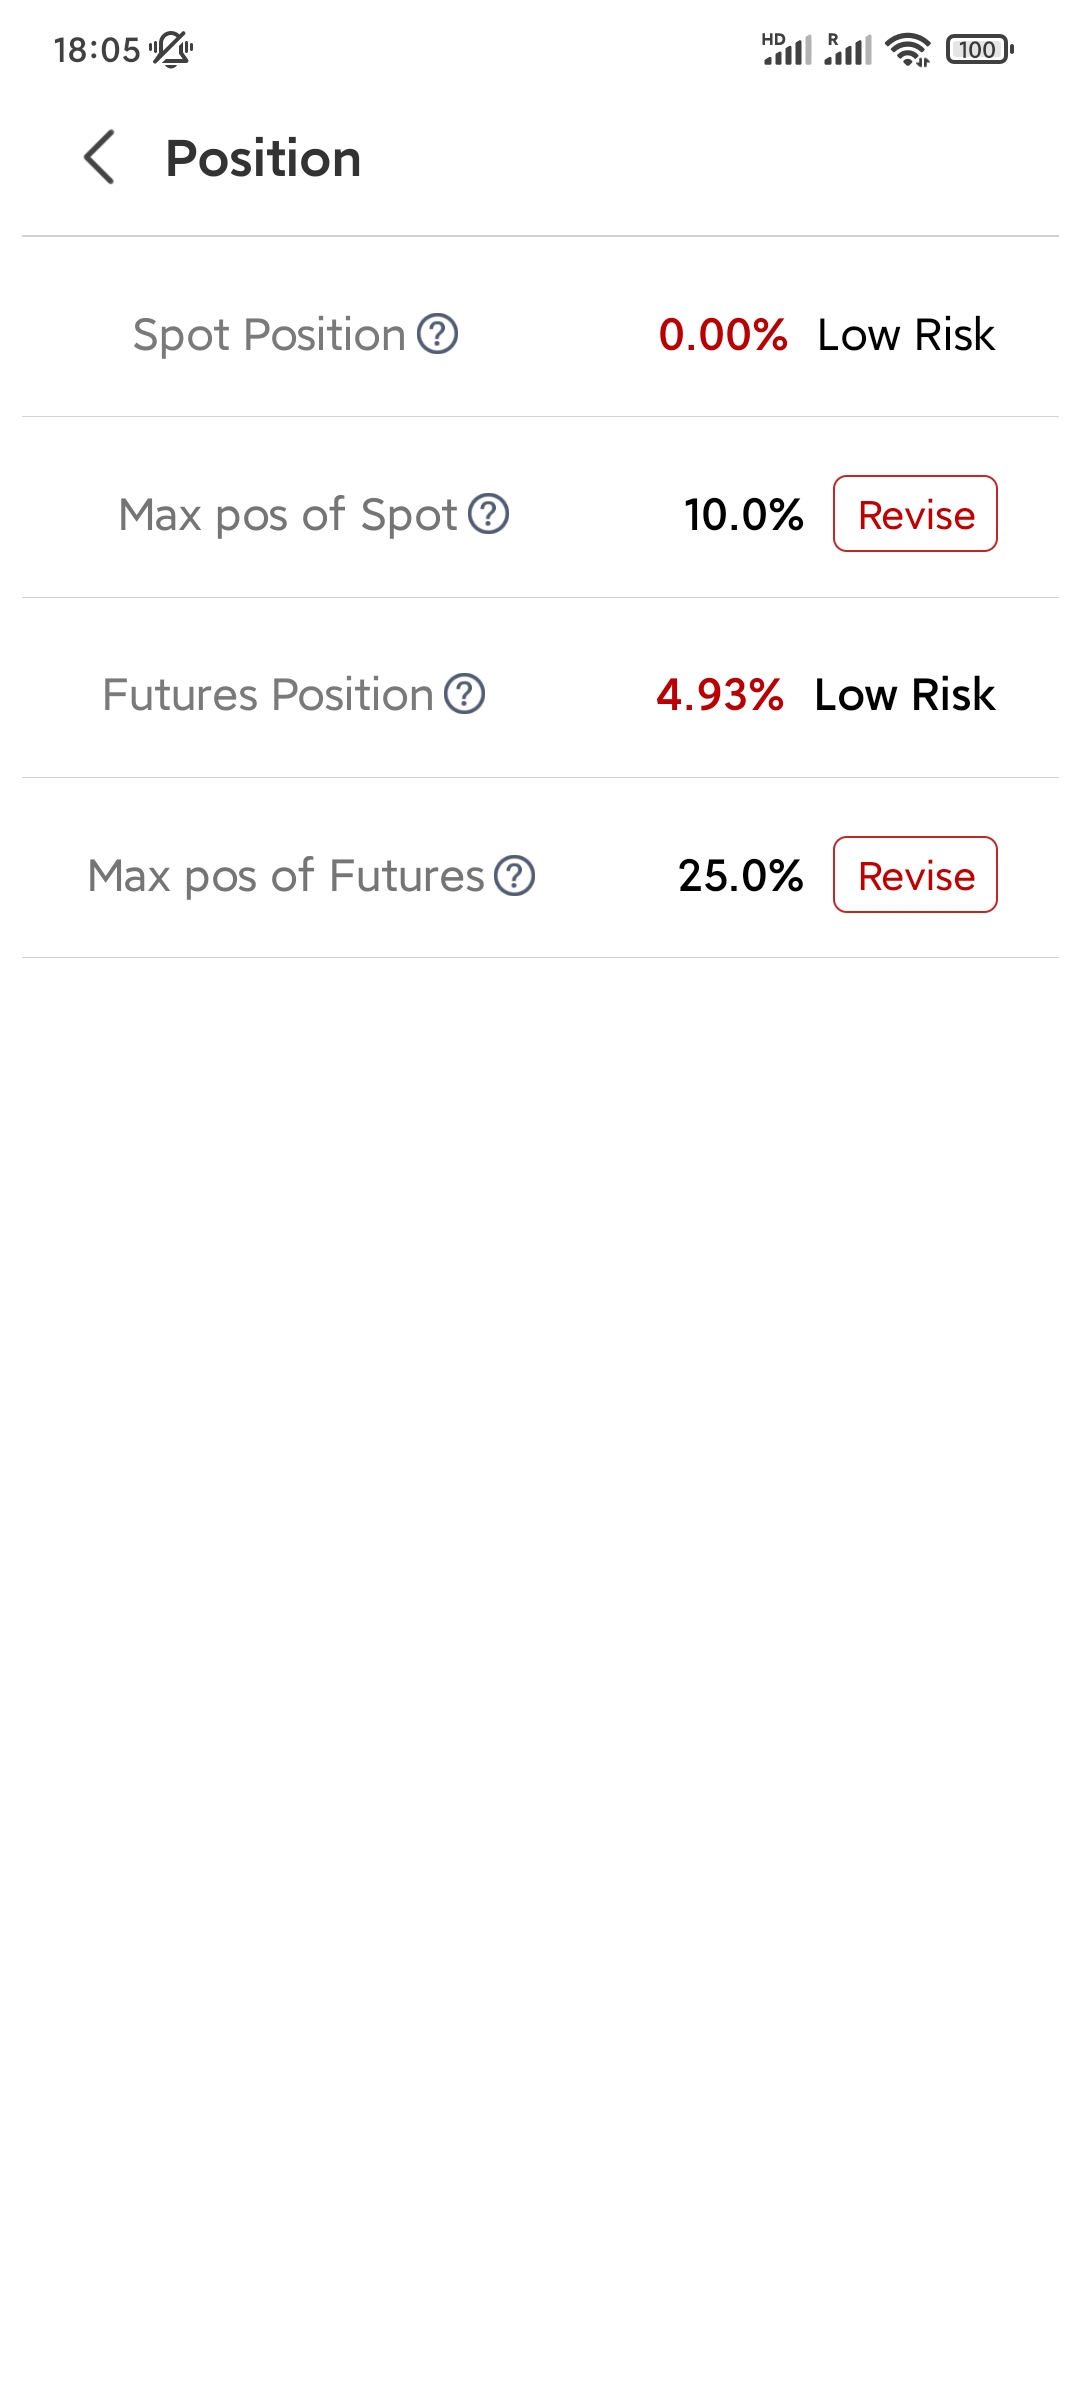 18:05 HD R 100
Position
Spot Position ? 0.00% Low Risk
Max pos of Spot ? 10.0% Revise
Futures Position ? 4.93% Low Risk
Max pos of Futures ? 25.0% Revise